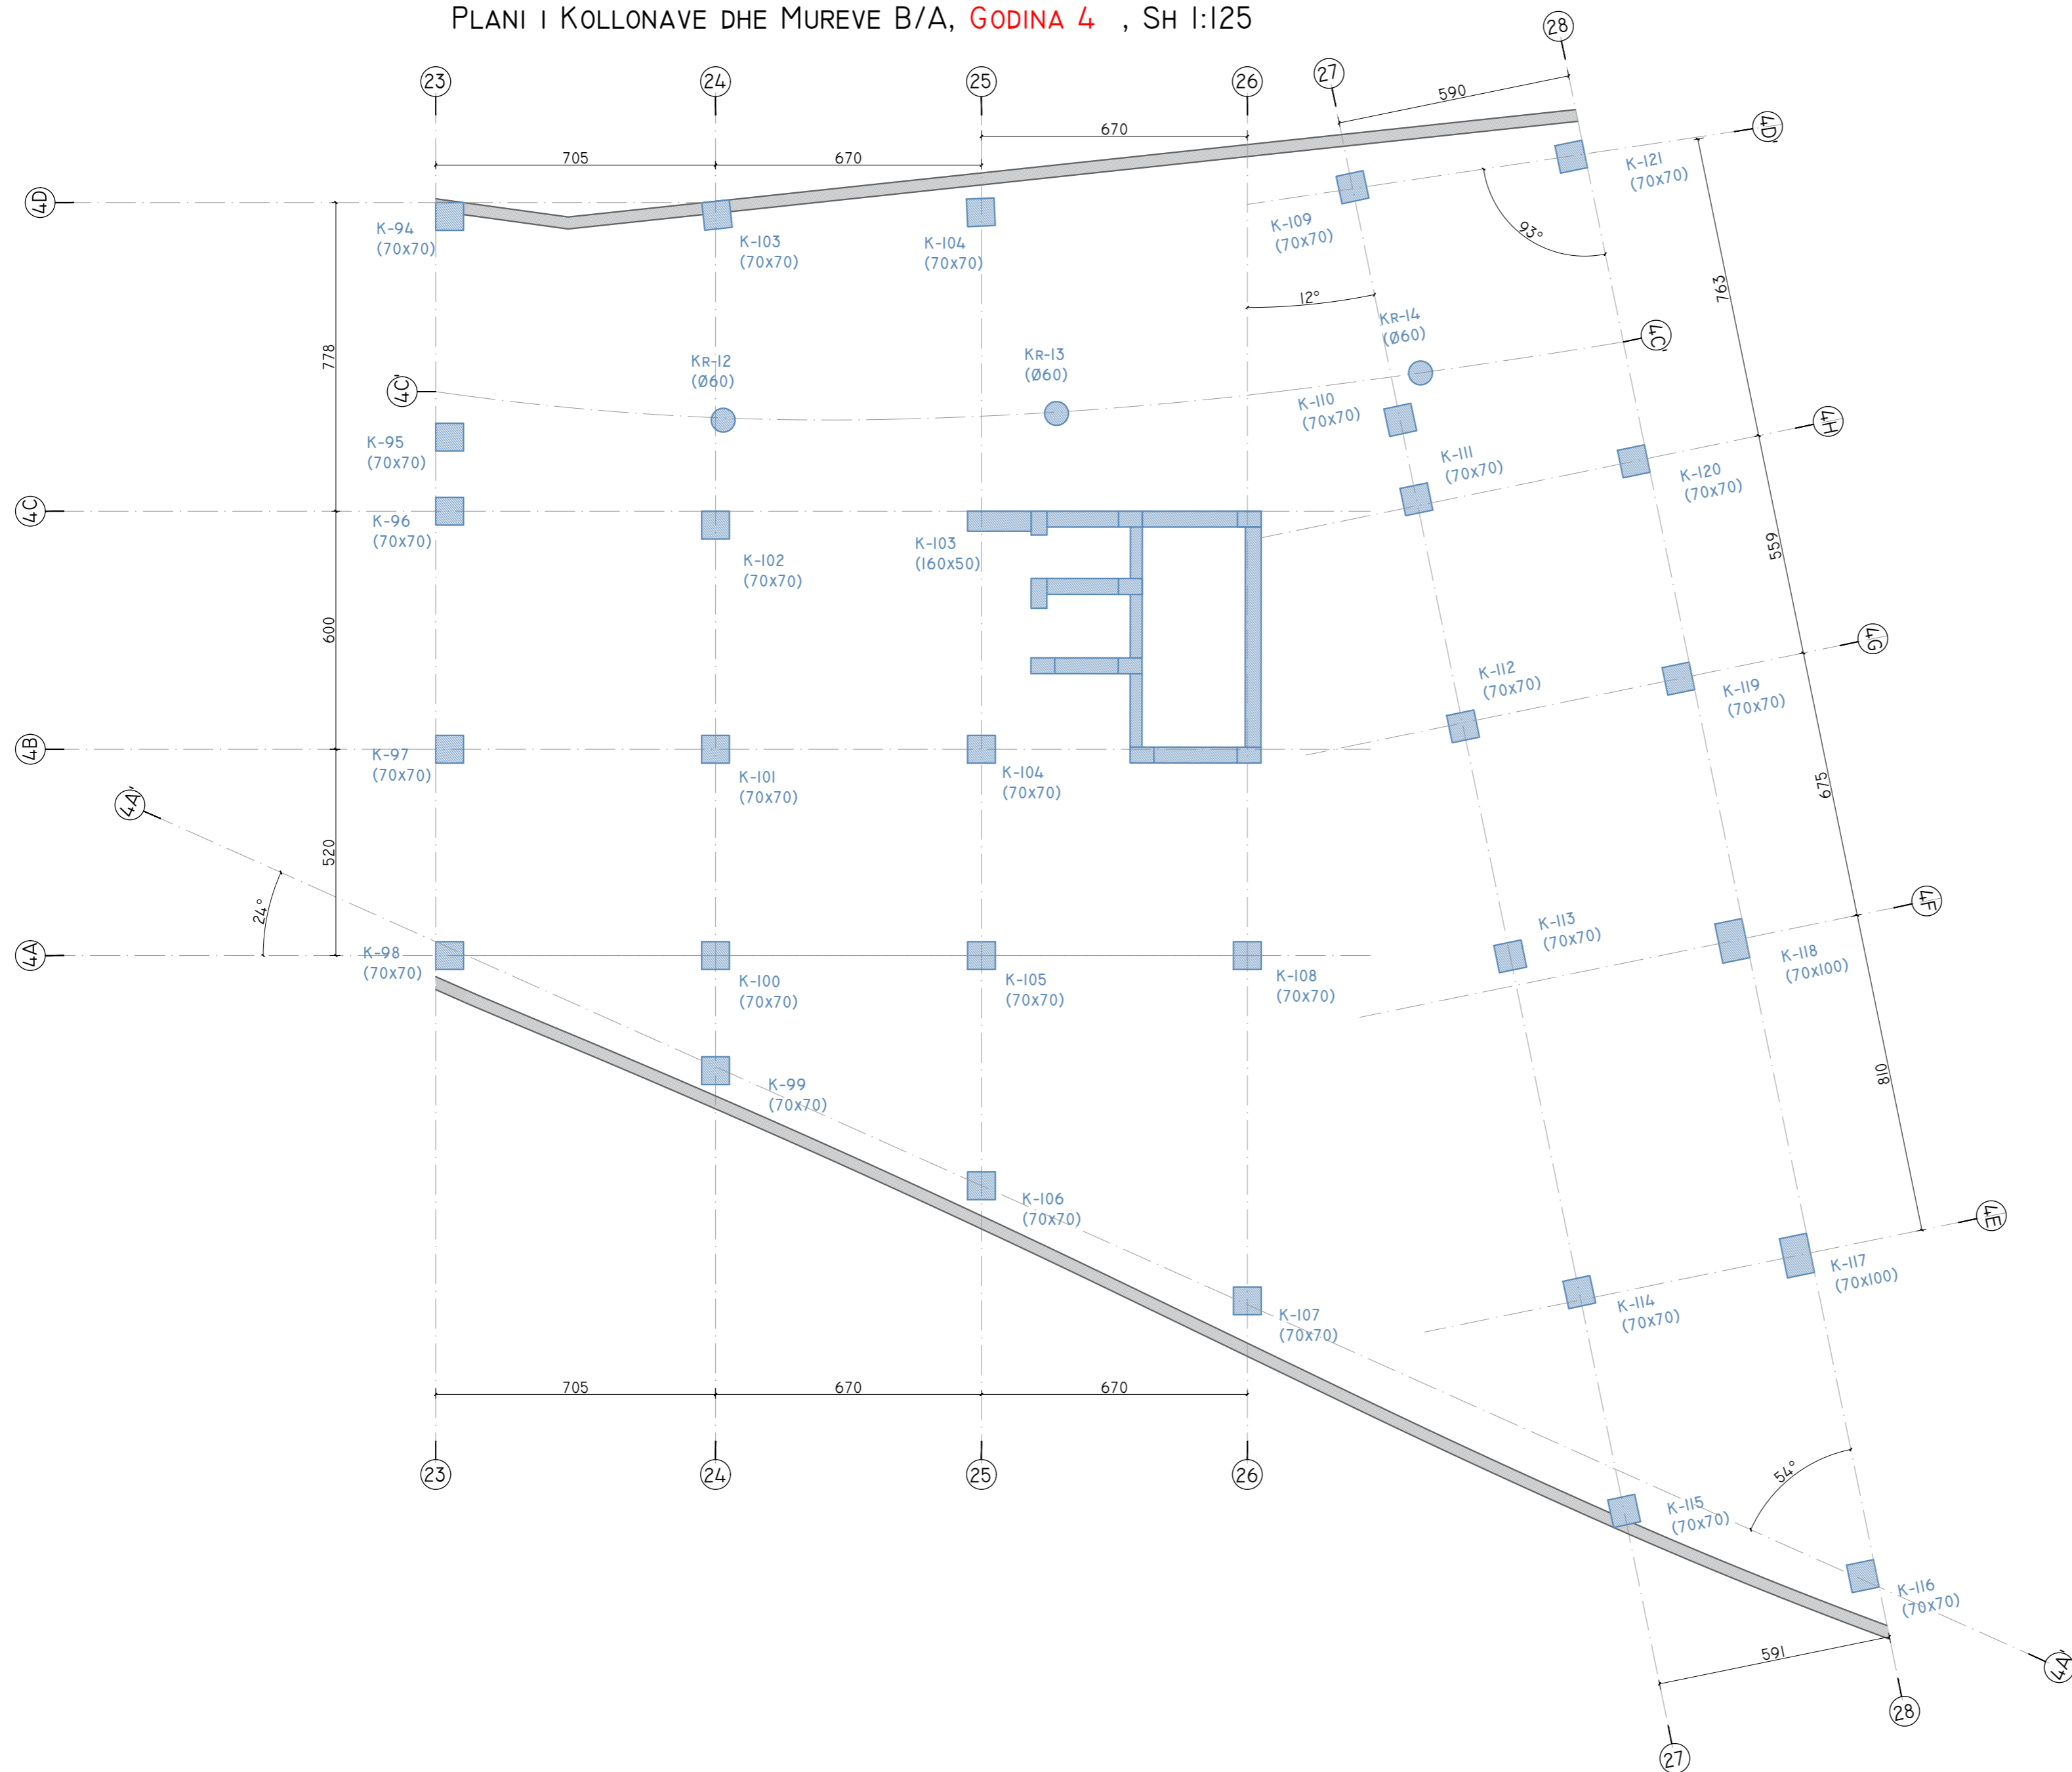 PLANI I KOLLONAVE DHE MUREVE B/A, GODINA 4 , SH 1:125
28
27
23
24
25
26
590
670
705
670
4D'
4D
K-121
(70x70)
K-94
(70x70)
K-103
(70x70)
K-104
(70x70)
K-109
(70x70)
93°
763
12°
778
KR-14
(Ø60)
4C'
KR-12
(Ø60)
KR-13
(Ø60)
4C'
K-110
(70x70)
4H
K-95
(70x70)
K-111
(70x70)
K-120
(70x70)
4C
K-96
(70x70)
K-102
(70x70)
K-103
(160x50)
559
600
4G
K-112
(70x70)
K-119
(70x70)
4B
K-97
(70x70)
K-101
(70x70)
K-104
(70x70)
675
4A'
520
24°
4F
K-113
(70x70)
4A
K-98
(70x70)
K-100
(70x70)
K-105
(70x70)
K-108
(70x70)
K-118
(70x100)
K-99
(70x70)
810
K-106
(70x70)
4E
K-117
(70x100)
K-107
(70x70)
K-114
(70x70)
705
670
670
23
24
25
26
54°
K-115
(70x70)
K-116
(70x70)
591
4A'
28
27